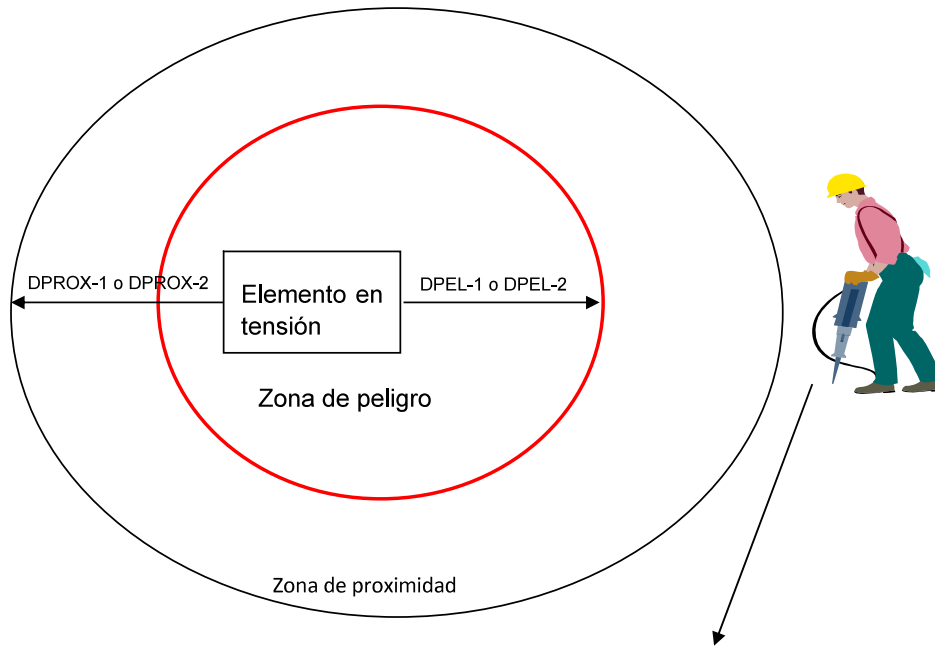 DPROX-1 o DPROX-2
DPEL-1 o DPEL-2
Elemento en
tensión
Zona de peligro
Zona de proximidad